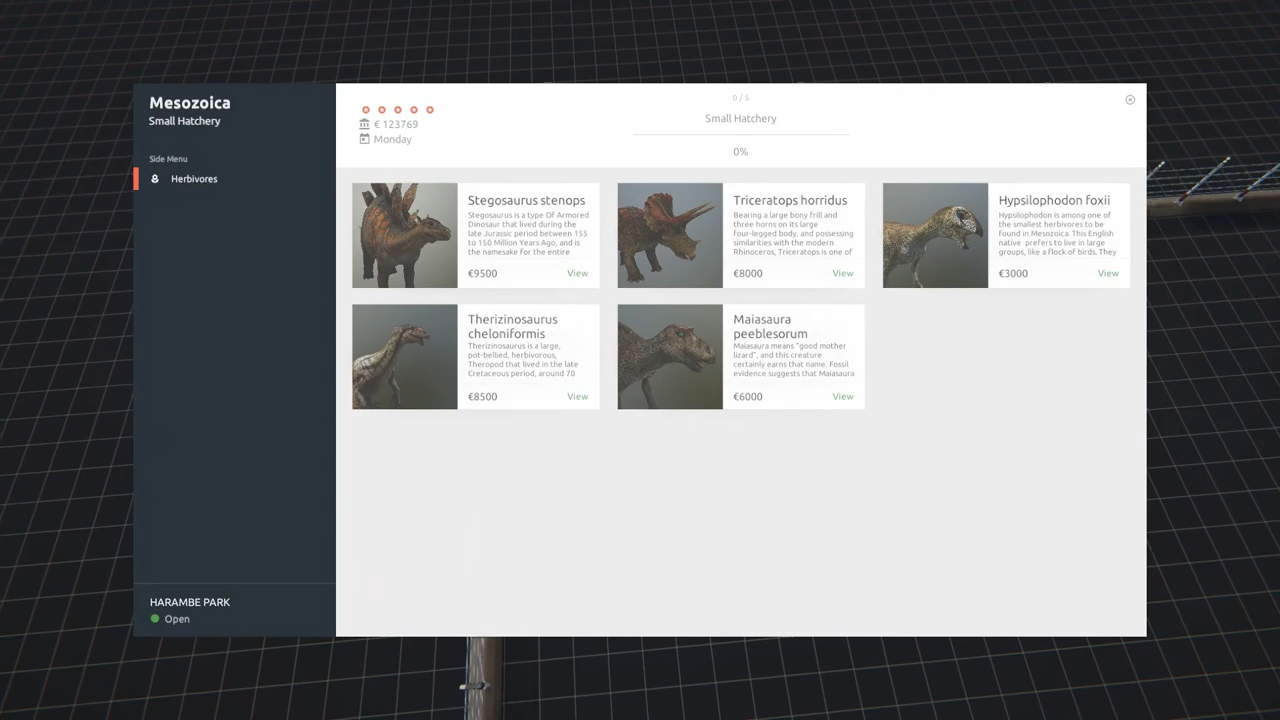 Mesozoica
Small Hatchery
Side Menu
Herbivores
HARAMBE PARK
Open
€ 123769
Monday
0 / 5
Small Hatchery
0%
Stegosaurus stenops
Stegosaurus is a type Of Armored
Dinosaur that lived during the
late Jurassic period between 155
to 150 Million Years Ago, and is
the namesake for the entire
€9500
View
Triceratops horridus
Bearing a large bony frill and
three horns on its large
four-legged body, and possessing
similarities with the modern
Rhinoceros, Triceratops is one of
€8000
View
Hypsilophodon foxii
Hypsilophodon is among one of
the smallest herbivores to be
found in Mesozoica. This English
native prefers to live in large
groups, like a flock of birds. They
€3000
View
Therizinosaurus
cheloniformis
Therizinosaurus is a large,
pot-bellied, herbivorous,
Theropod that lived in the late
Cretaceous period, around 70
€8500
View
Maiasaura
peeblesorum
Maiasaura means "good mother
lizard", and this creature
certainly earns that name. Fossil
evidence suggests that Maiasaura
€6000
View